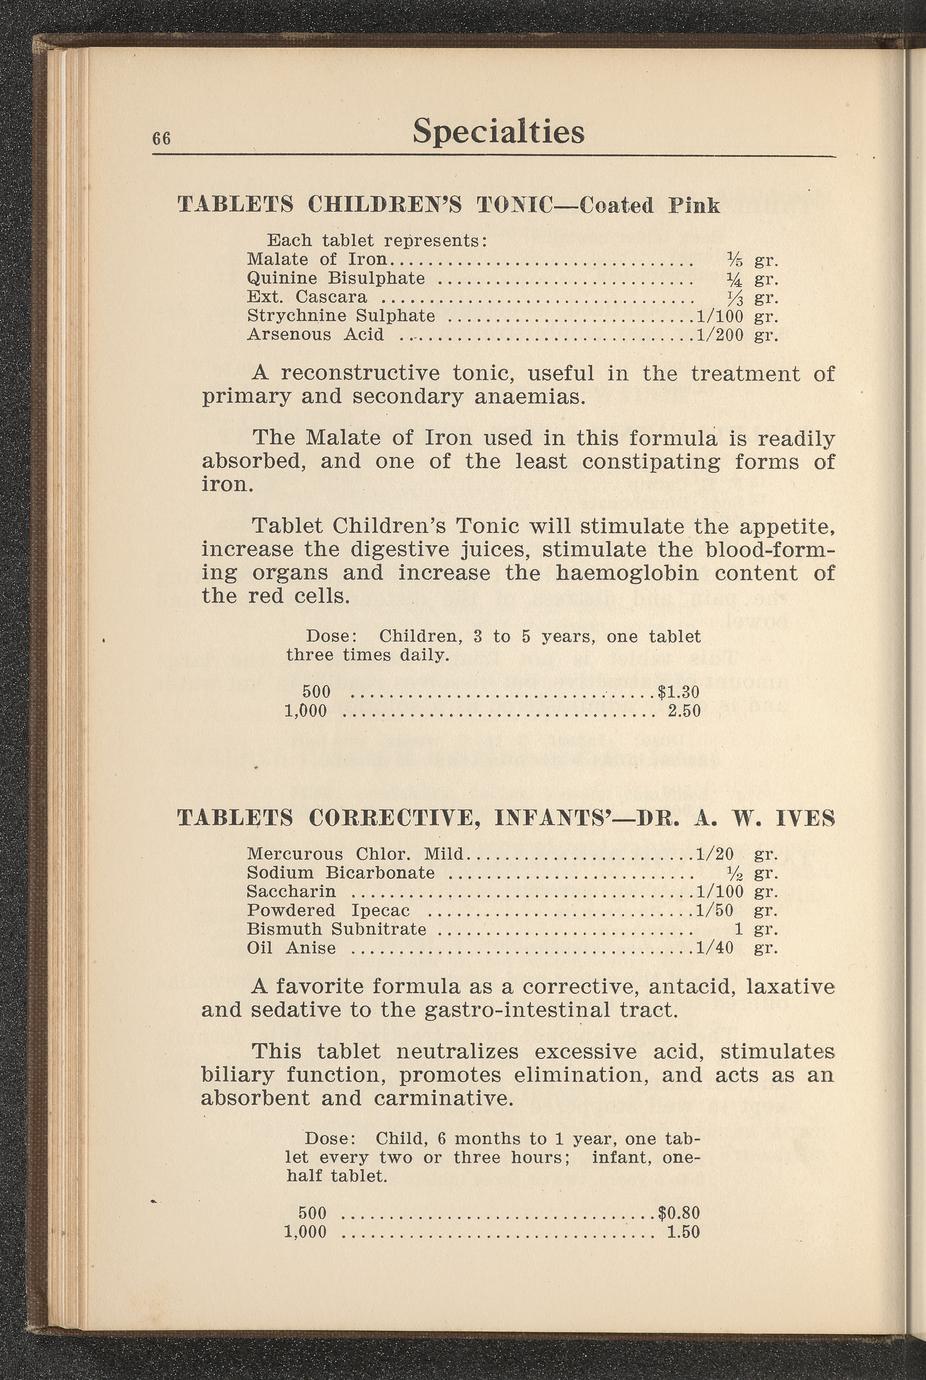 66
Specialties
TABLETS CHILDREN'S TONIC—Coated Pink
Each tablet represents:
Malate of Iron................................ ⅕ gr.
Quinine Bisulphate ........................... ¼ gr.
Ext. Cascara ................................. ⅓ gr.
Strychnine Sulphate ..........................1/100 gr.
Arsenous Acid ...............................1/200 gr.
A reconstructive tonic, useful in the treatment of
primary and secondary anaemias.
The Malate of Iron used in this formula is readily
absorbed, and one of the least constipating forms of
iron.
Tablet Children's Tonic will stimulate the appetite,
increase the digestive juices, stimulate the blood-form-
ing organs and increase the haemoglobin content of
the red cells.
Dose: Children, 3 to 5 years, one tablet
three times daily.
500 ................................$1.30
1,000 ................................. 2.50
TABLETS CORRECTIVE, INFANTS'—DR. A. W. IVES
Mercurous Chlor. Mild........................1/20 gr.
Sodium Bicarbonate .......................... ½ gr.
Saccharin ....................................1/100 gr.
Powdered Ipecac ............................1/50 gr.
Bismuth Subnitrate ........................... 1 gr.
Oil Anise ....................................1/40 gr.
A favorite formula as a corrective, antacid, laxative
and sedative to the gastro-intestinal tract.
This tablet neutralizes excessive acid, stimulates
biliary function, promotes elimination, and acts as an
absorbent and carminative.
Dose: Child, 6 months to 1 year, one tab-
let every two or three hours; infant, one-
half tablet.
500 .................................$0.80
1,000 ................................. 1.50